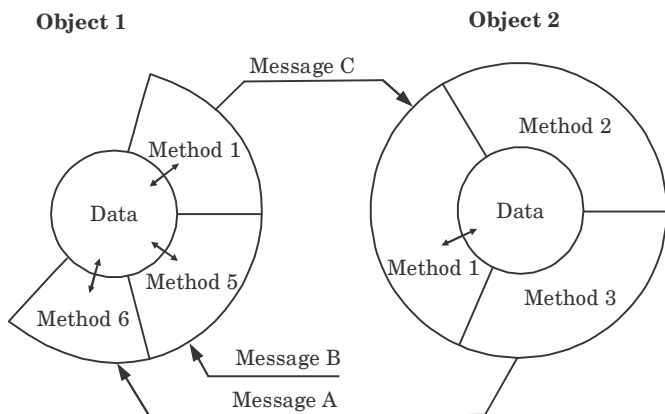 Object 1
Object 2
Message C
Method 1
Method 2
Data
Data
Method 5
Method 1
Method 6
Method 3
Message B
Message A